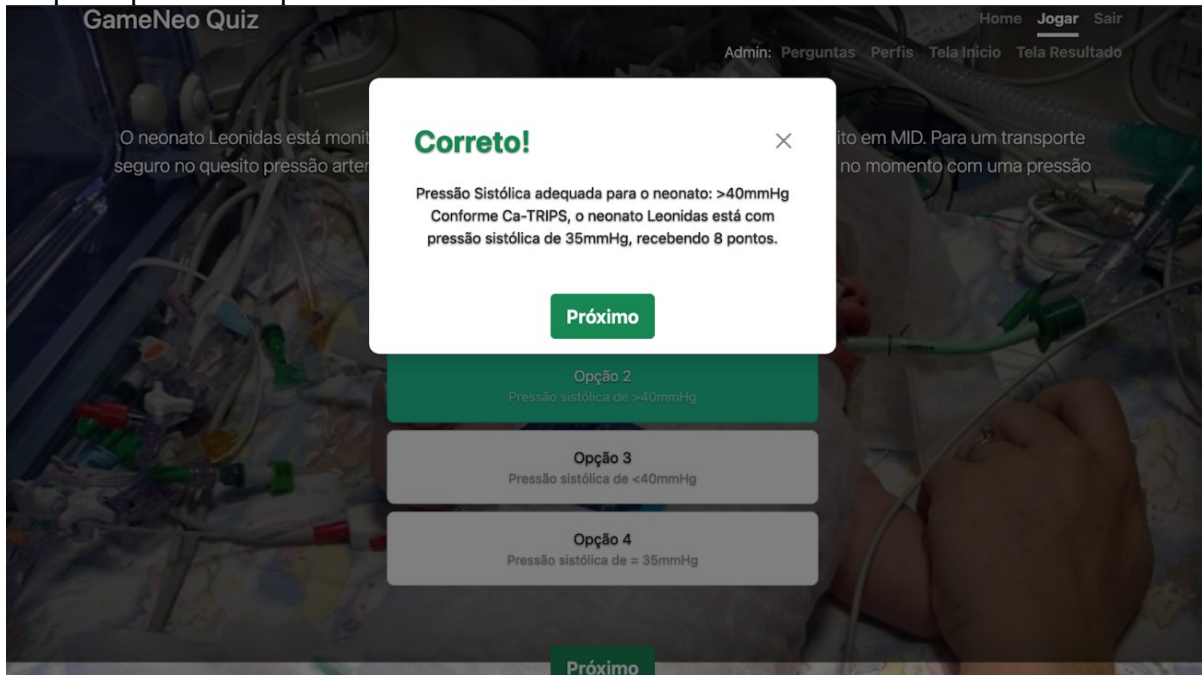 GameNeo Quiz
Home Jogar Sair
Admin: Perguntas Perfis Tela Inicio Tela Resultado
O neonato Leonidas está monit
ito em MID. Para um transporte
seguro no quesito pressão arter
no momento com uma pressão
Correto!
Pressão Sistólica adequada para o neonato: >40mmHg
Conforme Ca-TRIPS, o neonato Leonidas está com
pressão sistólica de 35mmHg, recebendo 8 pontos.
Próximo
Opção 2
Pressão sistólica de >40mmHg
Opção 3
Pressão sistólica de <40mmHg
Opção 4
Pressão sistólica de = 35mmHg
Próximo